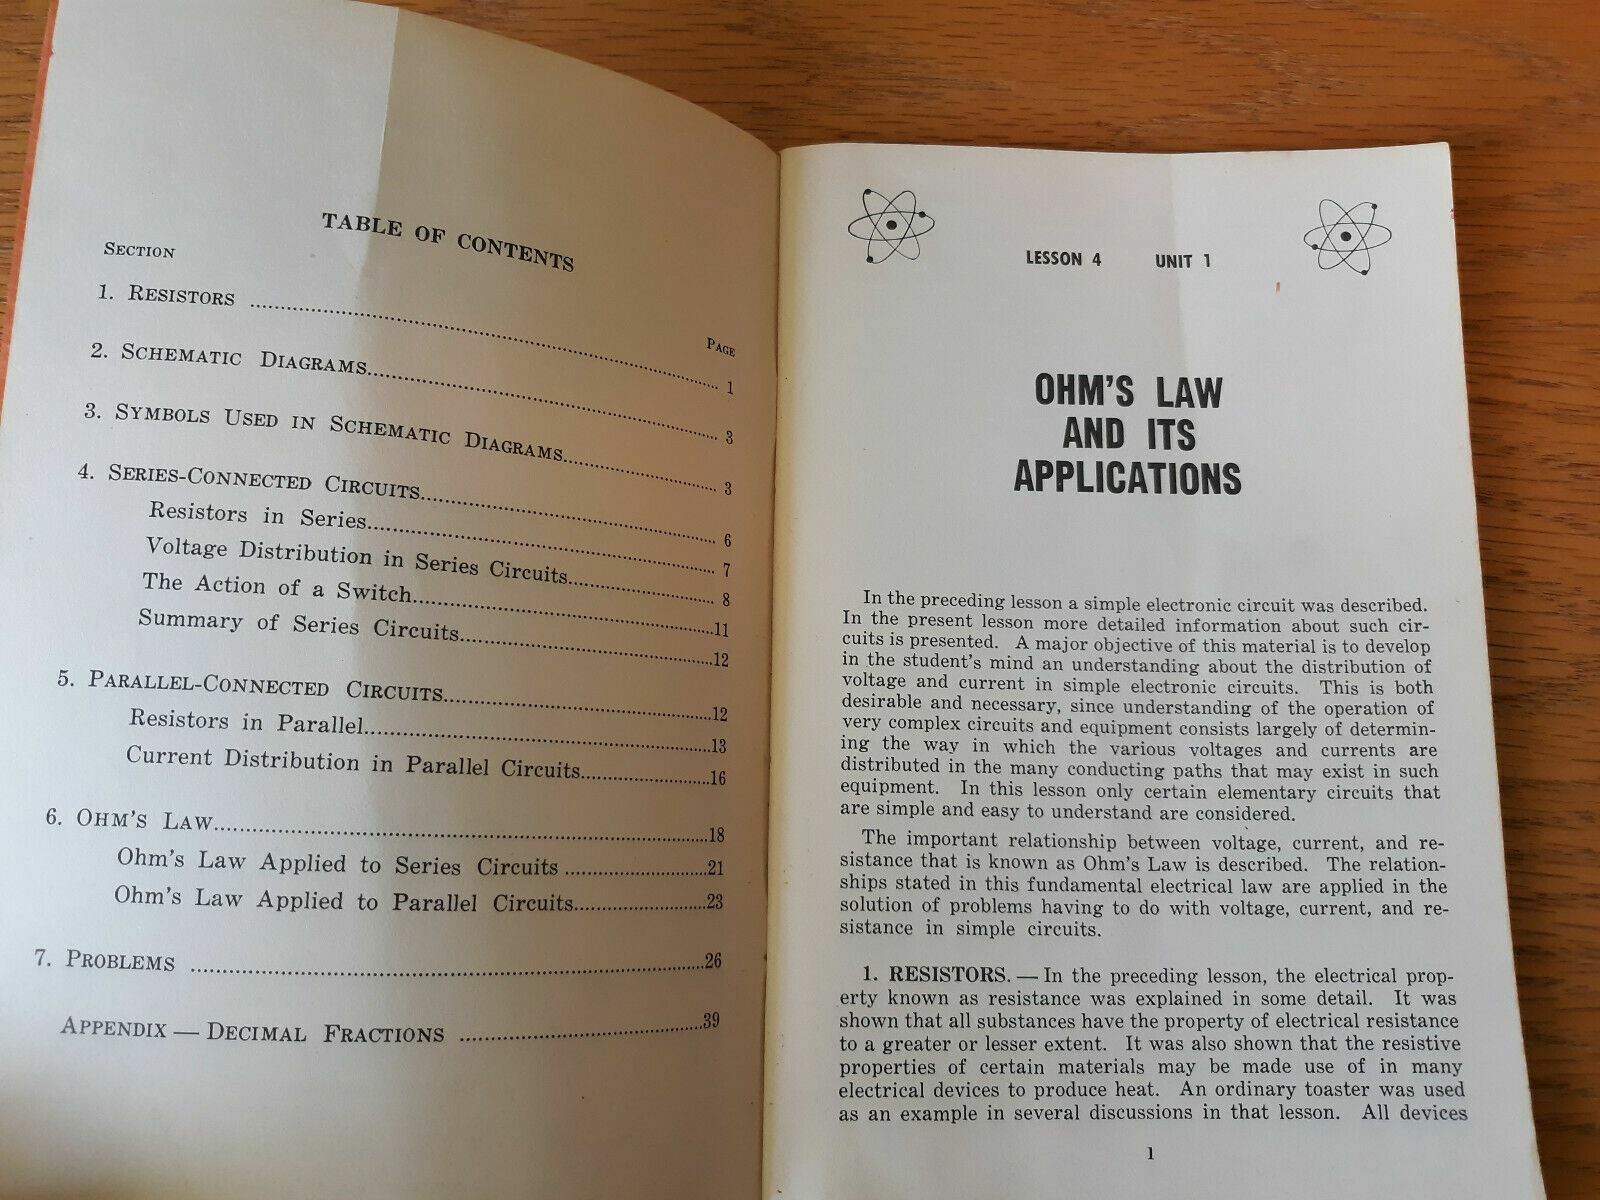 TABLE OF CONTENTS
SECTION
PAGE
1. RESISTORS ........ 1
2. SCHEMATIC DIAGRAMS........ 3
3. SYMBOLS USED IN SCHEMATIC DIAGRAMS........ 3
4. SERIES-CONNECTED CIRCUITS........ 6
Resistors in Series........ 7
Voltage Distribution in Series Circuits........ 8
The Action of a Switch........11
Summary of Series Circuits........12
5. PARALLEL-CONNECTED CIRCUITS........12
Resistors in Parallel........13
Current Distribution in Parallel Circuits........16
6. OHM'S LAW........18
Ohm's Law Applied to Series Circuits ........21
Ohm's Law Applied to Parallel Circuits........23
7. PROBLEMS ........26
APPENDIX — DECIMAL FRACTIONS ........39
LESSON 4 UNIT 1
OHM'S LAW
AND ITS
APPLICATIONS
In the preceding lesson a simple electronic circuit was described.
In the present lesson more detailed information about such cir-
cuits is presented. A major objective of this material is to develop
in the student's mind an understanding about the distribution of
voltage and current in simple electronic circuits. This is both
desirable and necessary, since understanding of the operation of
very complex circuits and equipment consists largely of determin-
ing the way in which the various voltages and currents are
distributed in the many conducting paths that may exist in such
equipment. In this lesson only certain elementary circuits that
are simple and easy to understand are considered.
The important relationship between voltage, current, and re-
sistance that is known as Ohm's Law is described. The relation-
ships stated in this fundamental electrical law are applied in the
solution of problems having to do with voltage, current, and re-
sistance in simple circuits.
1. RESISTORS. — In the preceding lesson, the electrical prop-
erty known as resistance was explained in some detail. It was
shown that all substances have the property of electrical resistance
to a greater or lesser extent. It was also shown that the resistive
properties of certain materials may be made use of in many
electrical devices to produce heat. An ordinary toaster was used
as an example in several discussions in that lesson. All devices
1